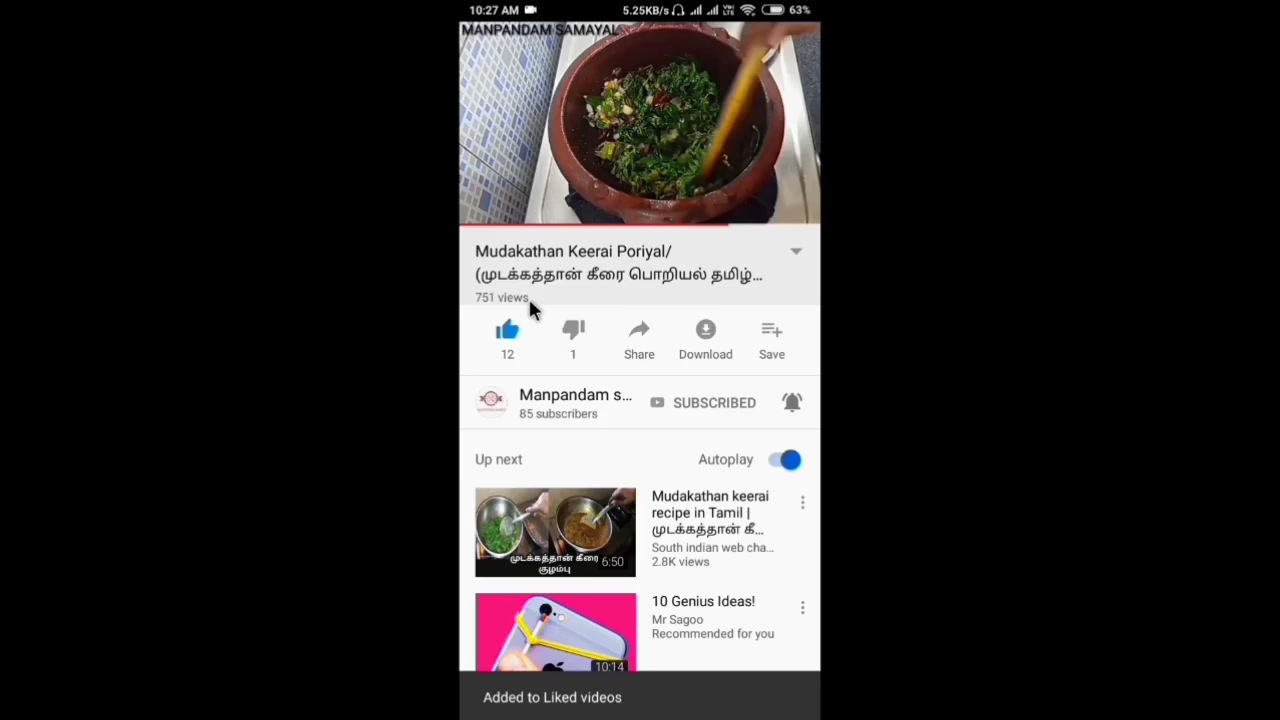 10:27 AM
5.25KB/s
63%
MANPANDAM SAMAYAL
Mudakathan Keerai Poriyal/
(முடக்கத்தான் கீரை பொறியல் தமிழ்...
751 views
12
1
Share
Download
Save
Manpandam s...
SUBSCRIBED
85 subscribers
Up next
Autoplay
Mudakathan keerai
recipe in Tamil |
முடக்கத்தான் கீ...
South indian web cha...
2.8K views
முடக்கத்தான் கீரை
குழம்பு
6:50
10 Genius Ideas!
Mr Sagoo
Recommended for you
10:14
Added to Liked videos